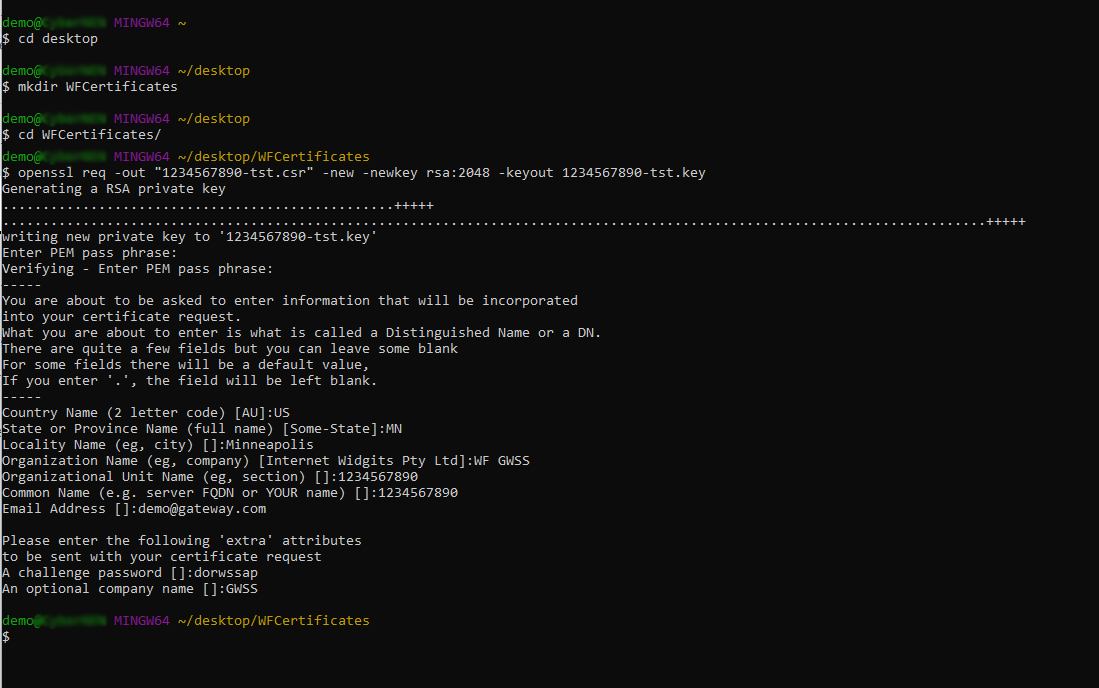 demo@ MINGW64 ~
$ cd desktop
demo@ MINGW64 ~/desktop
$ mkdir WFCertificates
demo@ MINGW64 ~/desktop
$ cd WFCertificates/
demo@ MINGW64 ~/desktop/WFCertificates
$ openssl req -out "1234567890-tst.csr" -new -newkey rsa:2048 -keyout 1234567890-tst.key
Generating a RSA private key
.................................................+++++
...........................................................................................................................+++++
writing new private key to '1234567890-tst.key'
Enter PEM pass phrase:
Verifying - Enter PEM pass phrase:
-----
You are about to be asked to enter information that will be incorporated
into your certificate request.
What you are about to enter is what is called a Distinguished Name or a DN.
There are quite a few fields but you can leave some blank
For some fields there will be a default value,
If you enter '.', the field will be left blank.
-----
Country Name (2 letter code) [AU]:US
State or Province Name (full name) [Some-State]:MN
Locality Name (eg, city) []:Minneapolis
Organization Name (eg, company) [Internet Widgits Pty Ltd]:WF GWSS
Organizational Unit Name (eg, section) []:1234567890
Common Name (e.g. server FQDN or YOUR name) []:1234567890
Email Address []:demo@gateway.com
Please enter the following 'extra' attributes
to be sent with your certificate request
A challenge password []:dorwssap
An optional company name []:GWSS
demo@ MINGW64 ~/desktop/WFCertificates
$